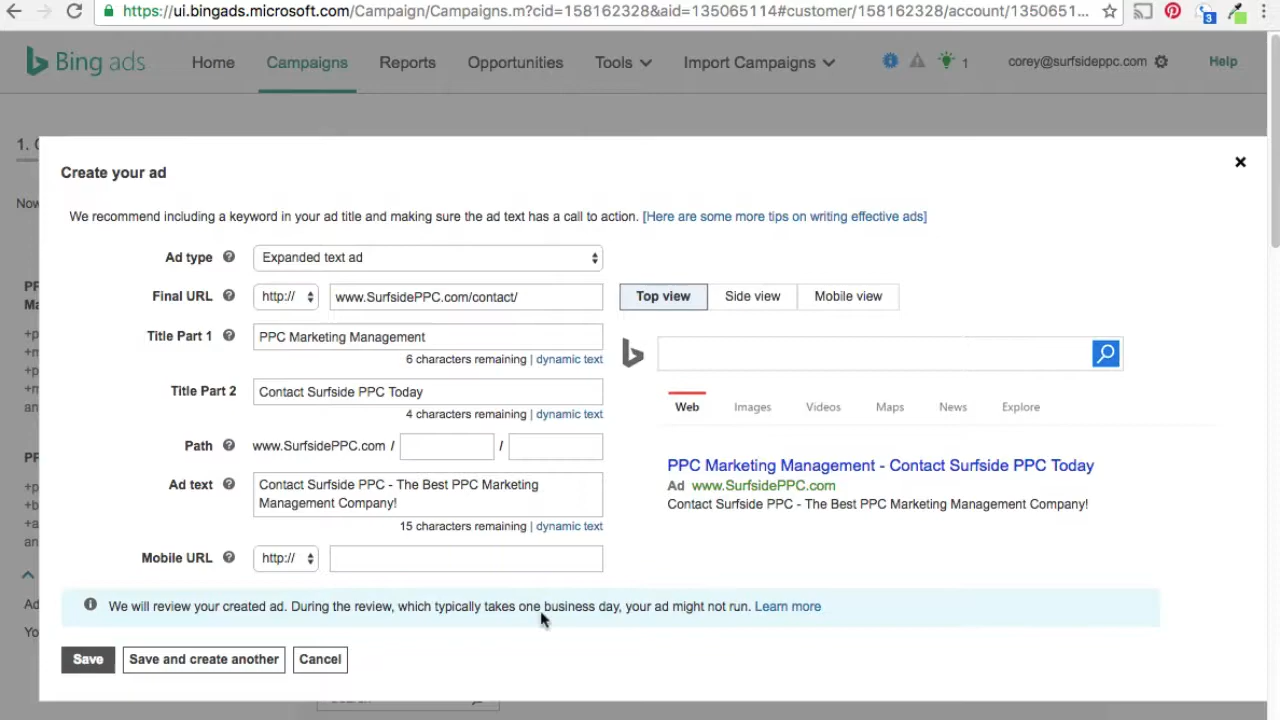 https://ui.bingads.microsoft.com/Campaign/Campaigns.m?cid=158162328&aid=135065114#customer/158162328/account/1350651...
3
Bing ads
Home
Campaigns
Reports
Opportunities
Tools
Import Campaigns
1
corey@surfsideppc.com
Help
1.
Now
Create your ad
We recommend including a keyword in your ad title and making sure the ad text has a call to action. [Here are some more tips on writing effective ads]
Ad type
Expanded text ad
Final URL
http://
www.SurfsidePPC.com/contact/
Top view
Side view
Mobile view
Title Part 1
PPC Marketing Management
6 characters remaining | dynamic text
Title Part 2
Contact Surfside PPC Today
4 characters remaining | dynamic text
Web
Images
Videos
Maps
News
Explore
Path
www.SurfsidePPC.com /
/
Ad text
Contact Surfside PPC - The Best PPC Marketing
Management Company!
15 characters remaining | dynamic text
PPC Marketing Management - Contact Surfside PPC Today
Ad www.SurfsidePPC.com
Contact Surfside PPC - The Best PPC Marketing Management Company!
Mobile URL
http://
We will review your created ad. During the review, which typically takes one business day, your ad might not run. Learn more
Save
Save and create another
Cancel